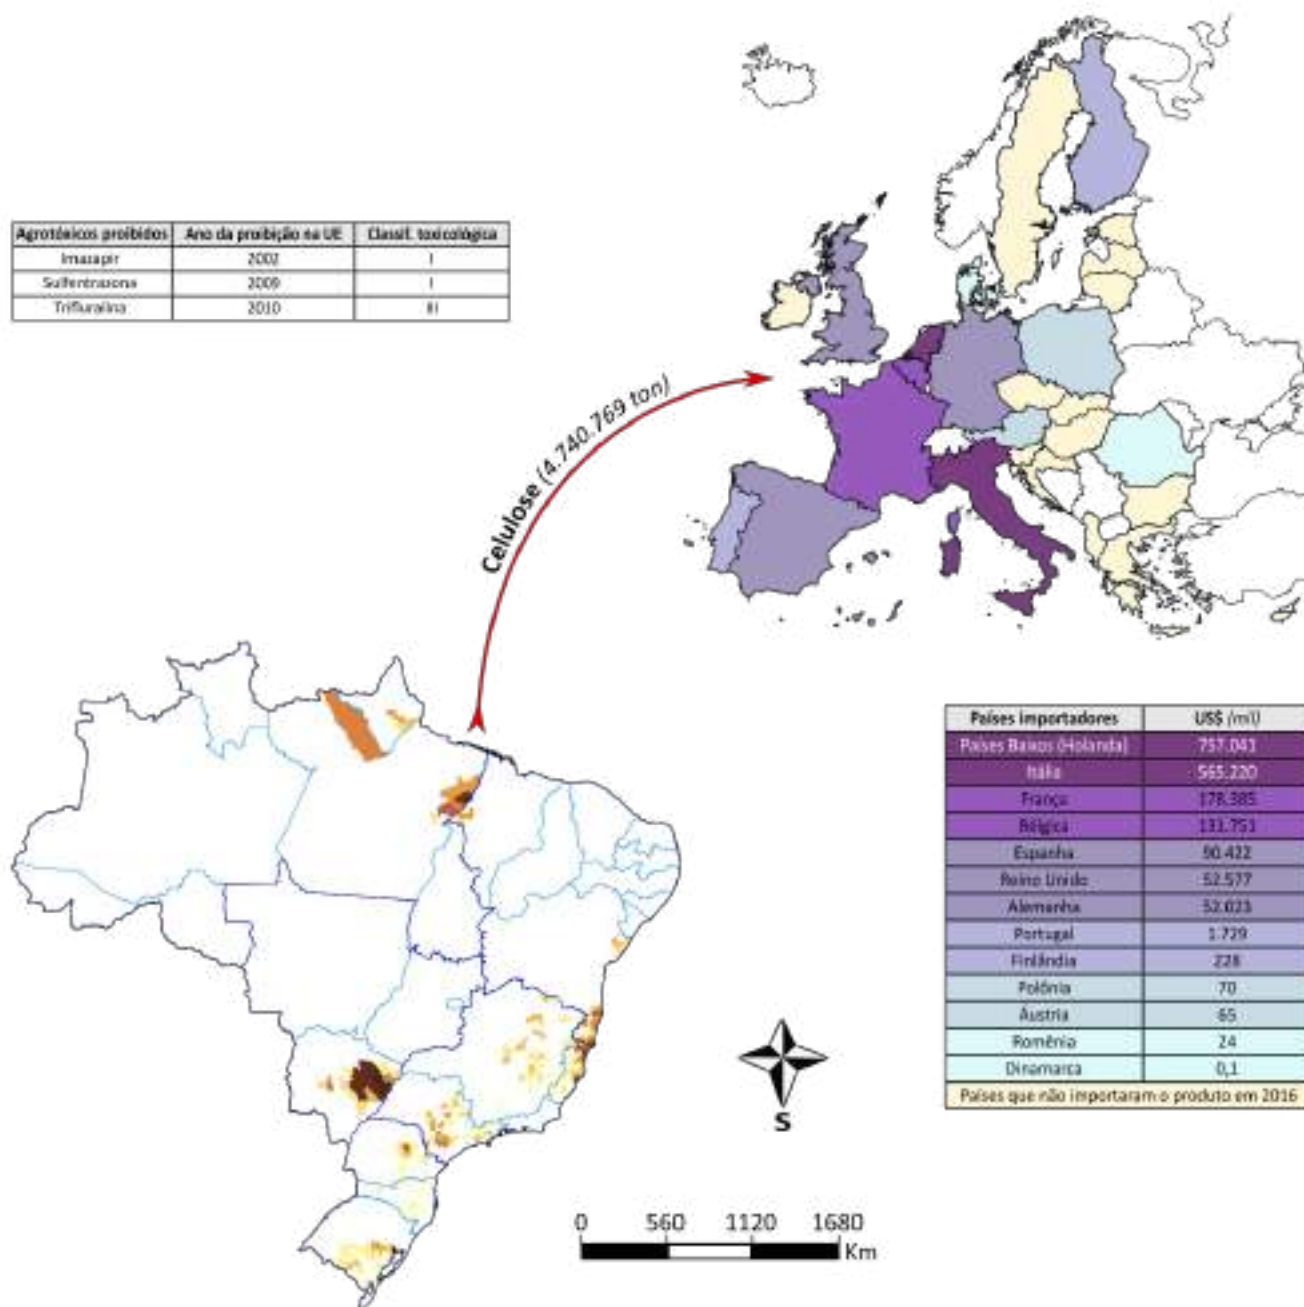 Agrotóxicos proibidos Ano da proibição na UE Classif. toxicológica
Imazapir 2002 I
Sulfentrazona 2009 I
Trifluralina 2010 III
Celulose (4.740.769 ton)
Países importadores US$ (mil)
Países Baixos (Holanda) 757.041
Itália 565.220
França 178.385
Bélgica 131.751
Espanha 90.422
Reino Unido 52.577
Alemanha 52.023
Portugal 1.729
Finlândia 228
Polônia 70
Áustria 65
Romênia 24
Dinamarca 0,1
Países que não importaram o produto em 2016
S
0 560 1120 1680
Km